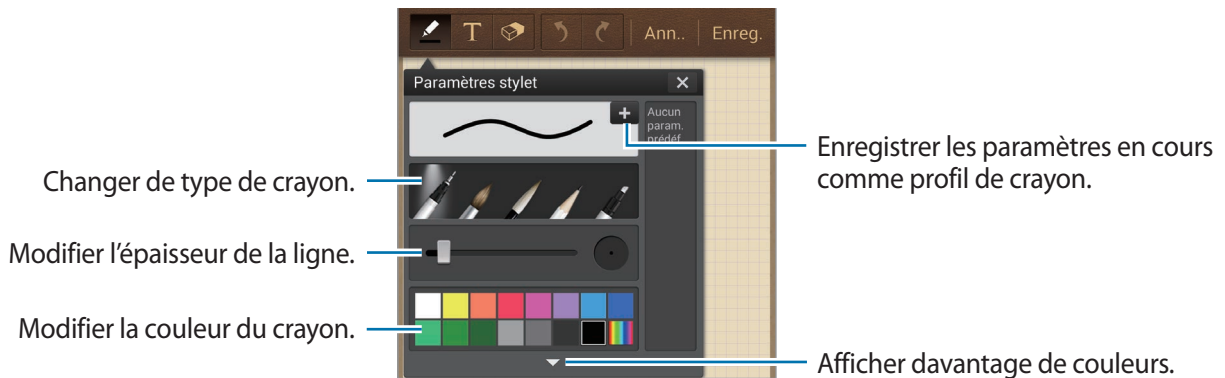 T Ann.. Enreg.
Paramètres stylet
Aucun
param.
prédéf.
Enregistrer les paramètres en cours
comme profil de crayon.
Changer de type de crayon.
Modifier l'épaisseur de la ligne.
Modifier la couleur du crayon.
Afficher davantage de couleurs.